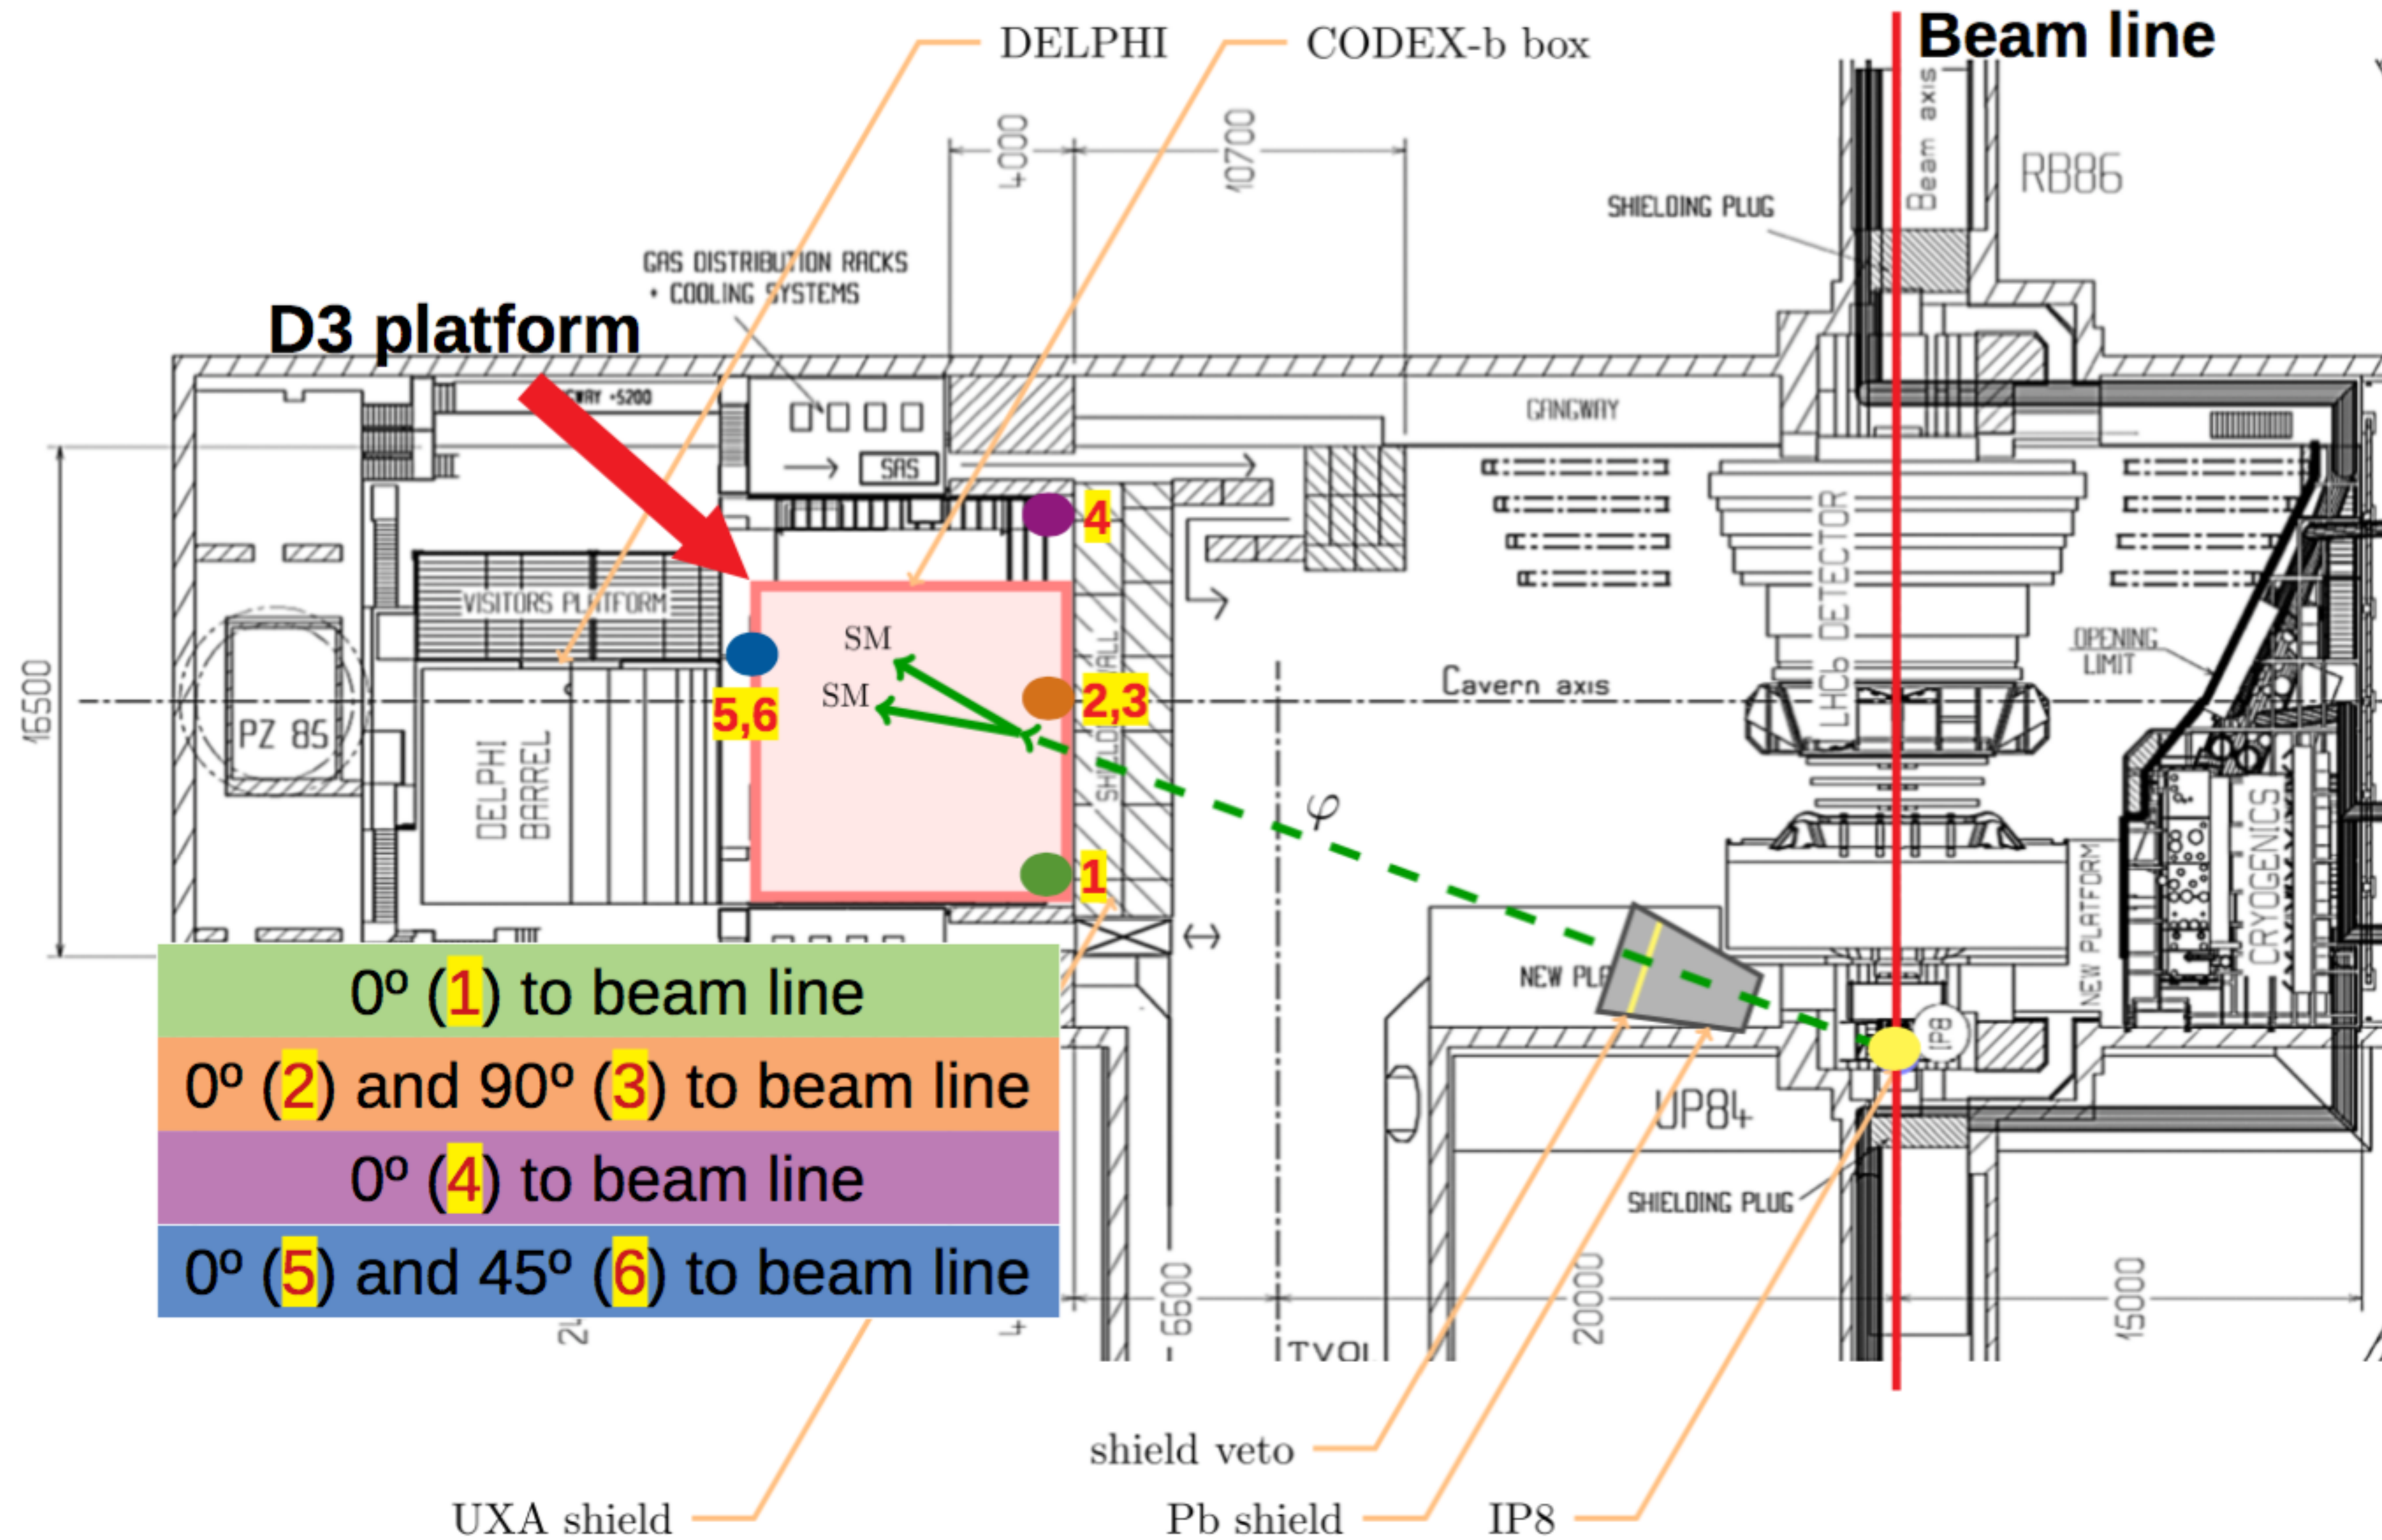 DELPHI
CODEX-b box
Beam line
Beam axis
RB86
4000
10700
SHIELDING PLUG
GAS DISTRIBUTION RACKS
+ COOLING SYSTEMS
D3 platform
+5200
GANGWAY
SAS
4
VISITORS PLATFORM
LHCb DETECTOR
OPENING
LIMIT
SM
SM
5,6
2,3
Cavern axis
16500
PZ 85
DELPHI
BARREL
φ
1
NEW PLATFORM
CRYOGENICS
NEW PL
IP8
0º (1) to beam line
0º (2) and 90º (3) to beam line
0º (4) to beam line
0º (5) and 45º (6) to beam line
UP84
SHIELDING PLUG
6600
20000
15000
shield veto
UXA shield
Pb shield
IP8